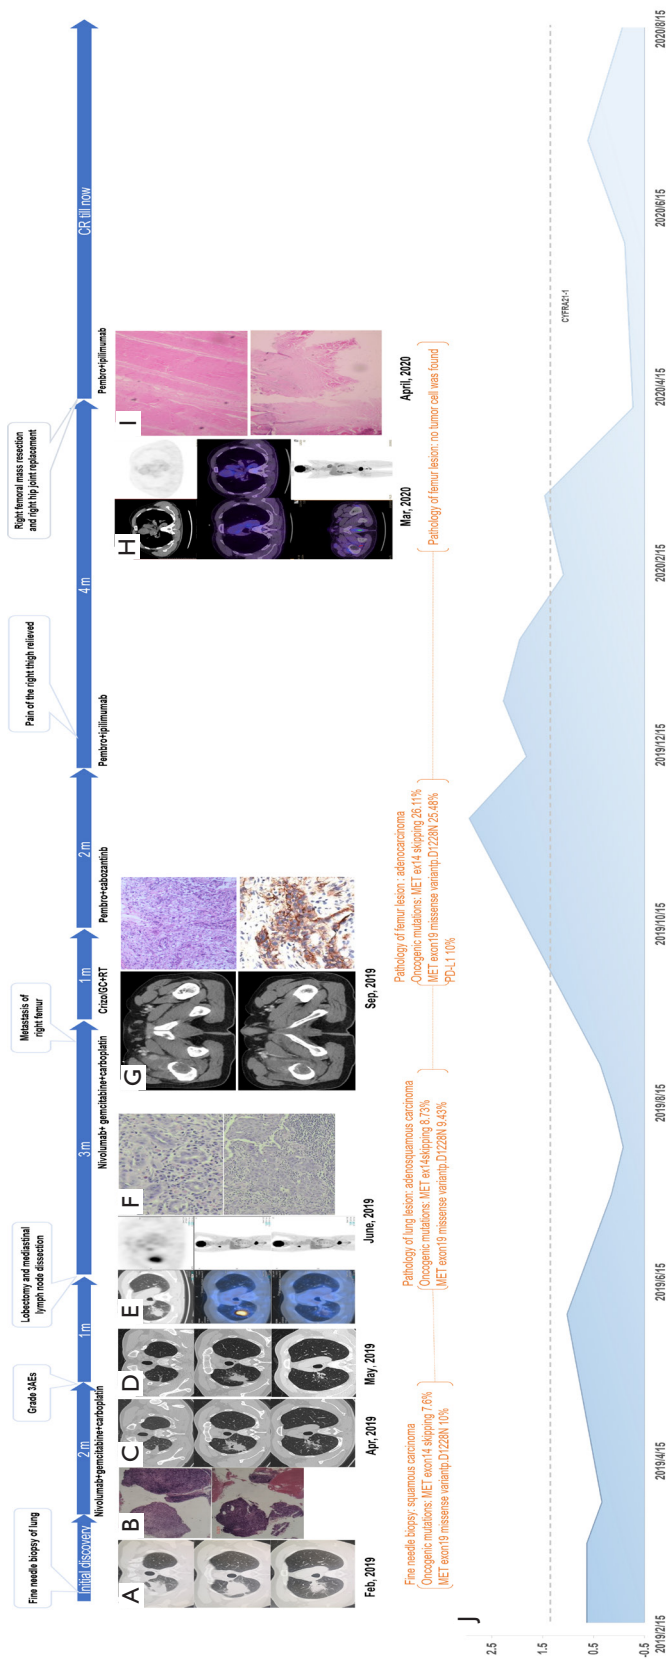 Fine needle biopsy of lung
Grade 3AEs
Lobectomy and mediastinal
lymph node dissection
Metastasis of
right femur
Pain of the right thigh relieved
Right femoral mass resection
and right hip joint replacement
Initial discovery
2 m
1m
3 m
1m
2 m
4 m
CR till now
Nivolumab+gemcitabine+carboplatin
Nivolumab+ gemcitabine+carboplatin
Crizo/GC+RT
Pembro+cabozantinb
Pembro+ipilimumab
Pembro+ipilimumab
A
B
C
D
E
F
G
H
I
Feb, 2019
Apr, 2019
May, 2019
June, 2019
Sep, 2019
Mar, 2020
April, 2020
Fine needle biopsy: squamous carcinoma
Oncogenic mutations: MET exon14 skipping 7.6%
MET exon19 missense variantp.D1228N 10%
Pathology of lung lesion: adenosquamous carcinoma
Oncogenic mutations: MET ex14skipping 8.73%
MET exon19 missense variantp.D1228N 9.43%
Pathology of femur lesion : adenocarcinoma
Oncogenic mutations: MET ex14 skipping 26.11%
MET exon19 missense variantp.D1228N 25.48%
PD-L1 10%
Pathology of femur lesion: no tumor cell was found
J
2.5
1.5
0.5
-0.5
CYFRA21-1
2019/2/15
2019/4/15
2019/6/15
2019/8/15
2019/10/15
2019/12/15
2020/2/15
2020/4/15
2020/6/15
2020/8/15